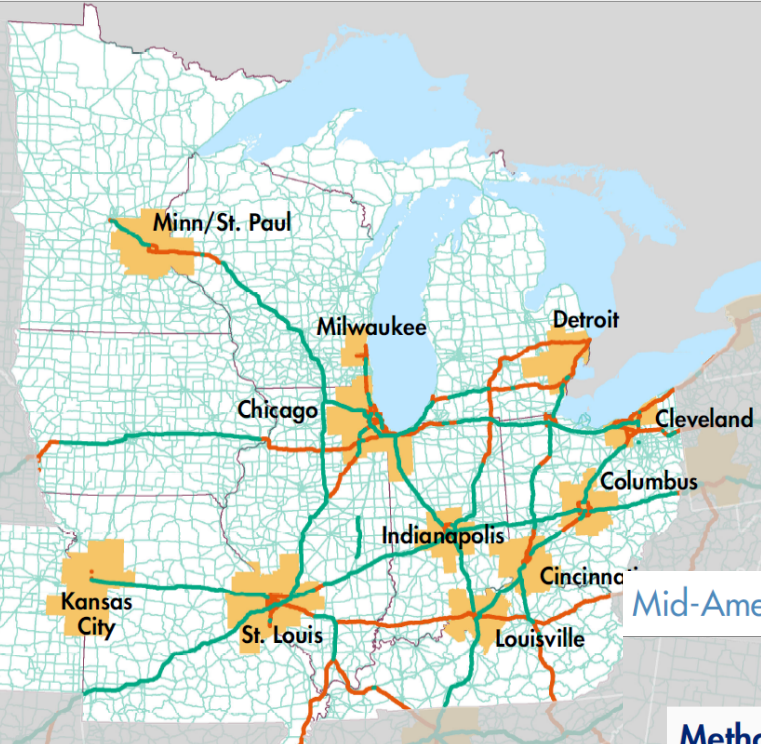 Minn/St. Paul
Milwaukee
Detroit
Chicago
Cleveland
Columbus
Indianapolis
Cincinna
Kansas
City
St. Louis
Louisville
Mid-Ame
Metho